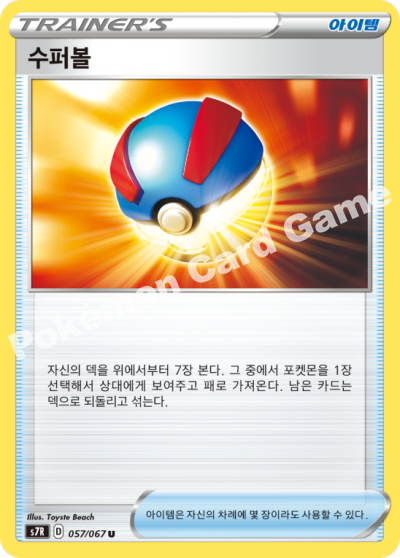 TRAINER'S 아이템
수퍼볼
자신의 덱을 위에서부터 7장 본다. 그 중에서 포켓몬을 1장
선택해서 상대에게 보여주고 패로 가져온다. 남은 카드는
덱으로 되돌리고 섞는다.
Pokémon Card Game
Illus. Toyste Beach
s7R D 057/067 U
아이템은 자신의 차례에 몇 장이라도 사용할 수 있다.